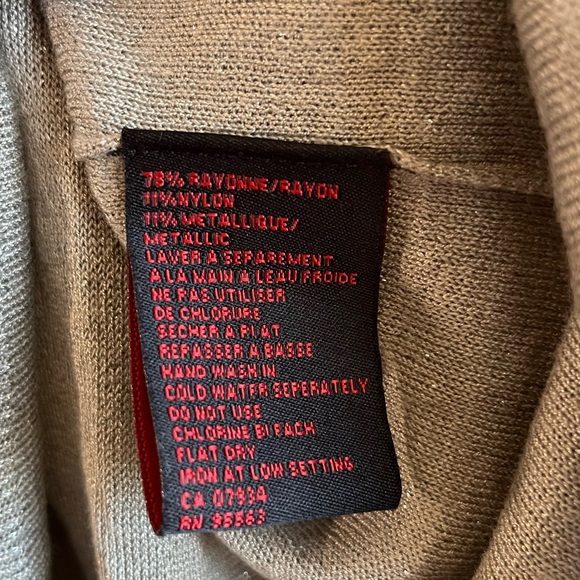 78% RAYONNE/RAYON
11% NYLON
11% METALLIQUE/
METALLIC
LAVER A SEPAREMENT
A LA MAIN A LEAU FROIDE
NE PAS UTILISER
DE CHLORURE
SECHER A PLAT
REPASSER A BASSE
HAND WASH IN
COLD WATER SEPERATELY
DO NOT USE
CHLORINE BLEACH
FLAT DRY
IRON AT LOW SETTING
CA 07934
RN 95563